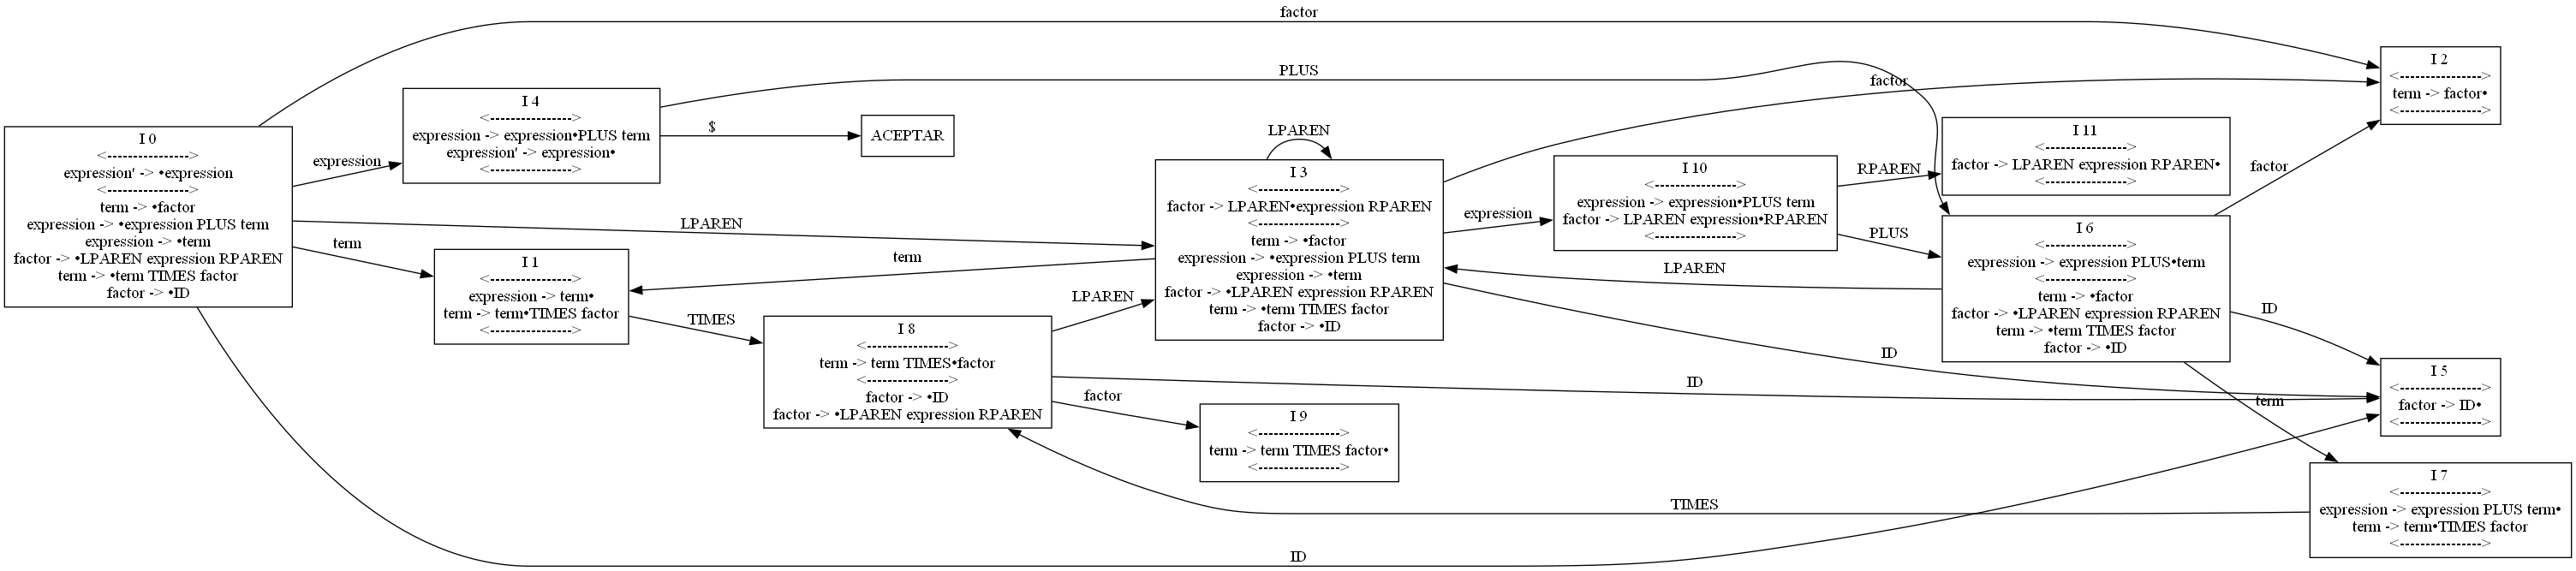 I 0
<----------------->
expression' -> •expression
<----------------->
term -> •factor
expression -> •expression PLUS term
expression -> •term
factor -> •LPAREN expression RPAREN
term -> •term TIMES factor
factor -> •ID
factor
expression
LPAREN
term
ID
I 4
<----------------->
expression -> expression•PLUS term
expression' -> expression•
<----------------->
PLUS
$
ACEPTAR
I 1
<----------------->
expression -> term•
term -> term•TIMES factor
<----------------->
TIMES
I 8
<----------------->
term -> term TIMES•factor
<----------------->
factor -> •ID
factor -> •LPAREN expression RPAREN
LPAREN
ID
factor
I 3
<----------------->
factor -> LPAREN•expression RPAREN
<----------------->
term -> •factor
expression -> •expression PLUS term
expression -> •term
factor -> •LPAREN expression RPAREN
term -> •term TIMES factor
factor -> •ID
LPAREN
factor
expression
term
ID
I 9
<----------------->
term -> term TIMES factor•
<----------------->
I 10
<----------------->
expression -> expression•PLUS term
factor -> LPAREN expression•RPAREN
<----------------->
RPAREN
PLUS
I 11
<----------------->
factor -> LPAREN expression RPAREN•
<----------------->
I 6
<----------------->
expression -> expression PLUS•term
<----------------->
term -> •factor
factor -> •LPAREN expression RPAREN
term -> •term TIMES factor
factor -> •ID
LPAREN
factor
ID
term
I 2
<----------------->
term -> factor•
<----------------->
I 5
<----------------->
factor -> ID•
<----------------->
I 7
<----------------->
expression -> expression PLUS term•
term -> term•TIMES factor
<----------------->
TIMES